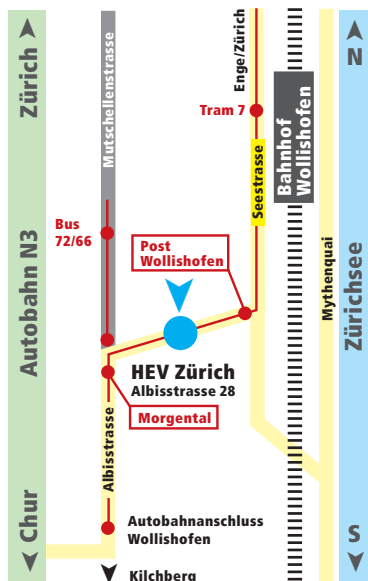 Zürich
Autobahn N3
Chur
Mutschellenstrasse
Enge/Zürich
Tram 7
Seestrasse
Bahnhof
Wollishofen
N
Bus
72/66
Post
Wollishofen
Mythenquai
Zürichsee
HEV Zürich
Albisstrasse 28
Morgental
Albisstrasse
Autobahnanschluss
Wollishofen
S
Kilchberg